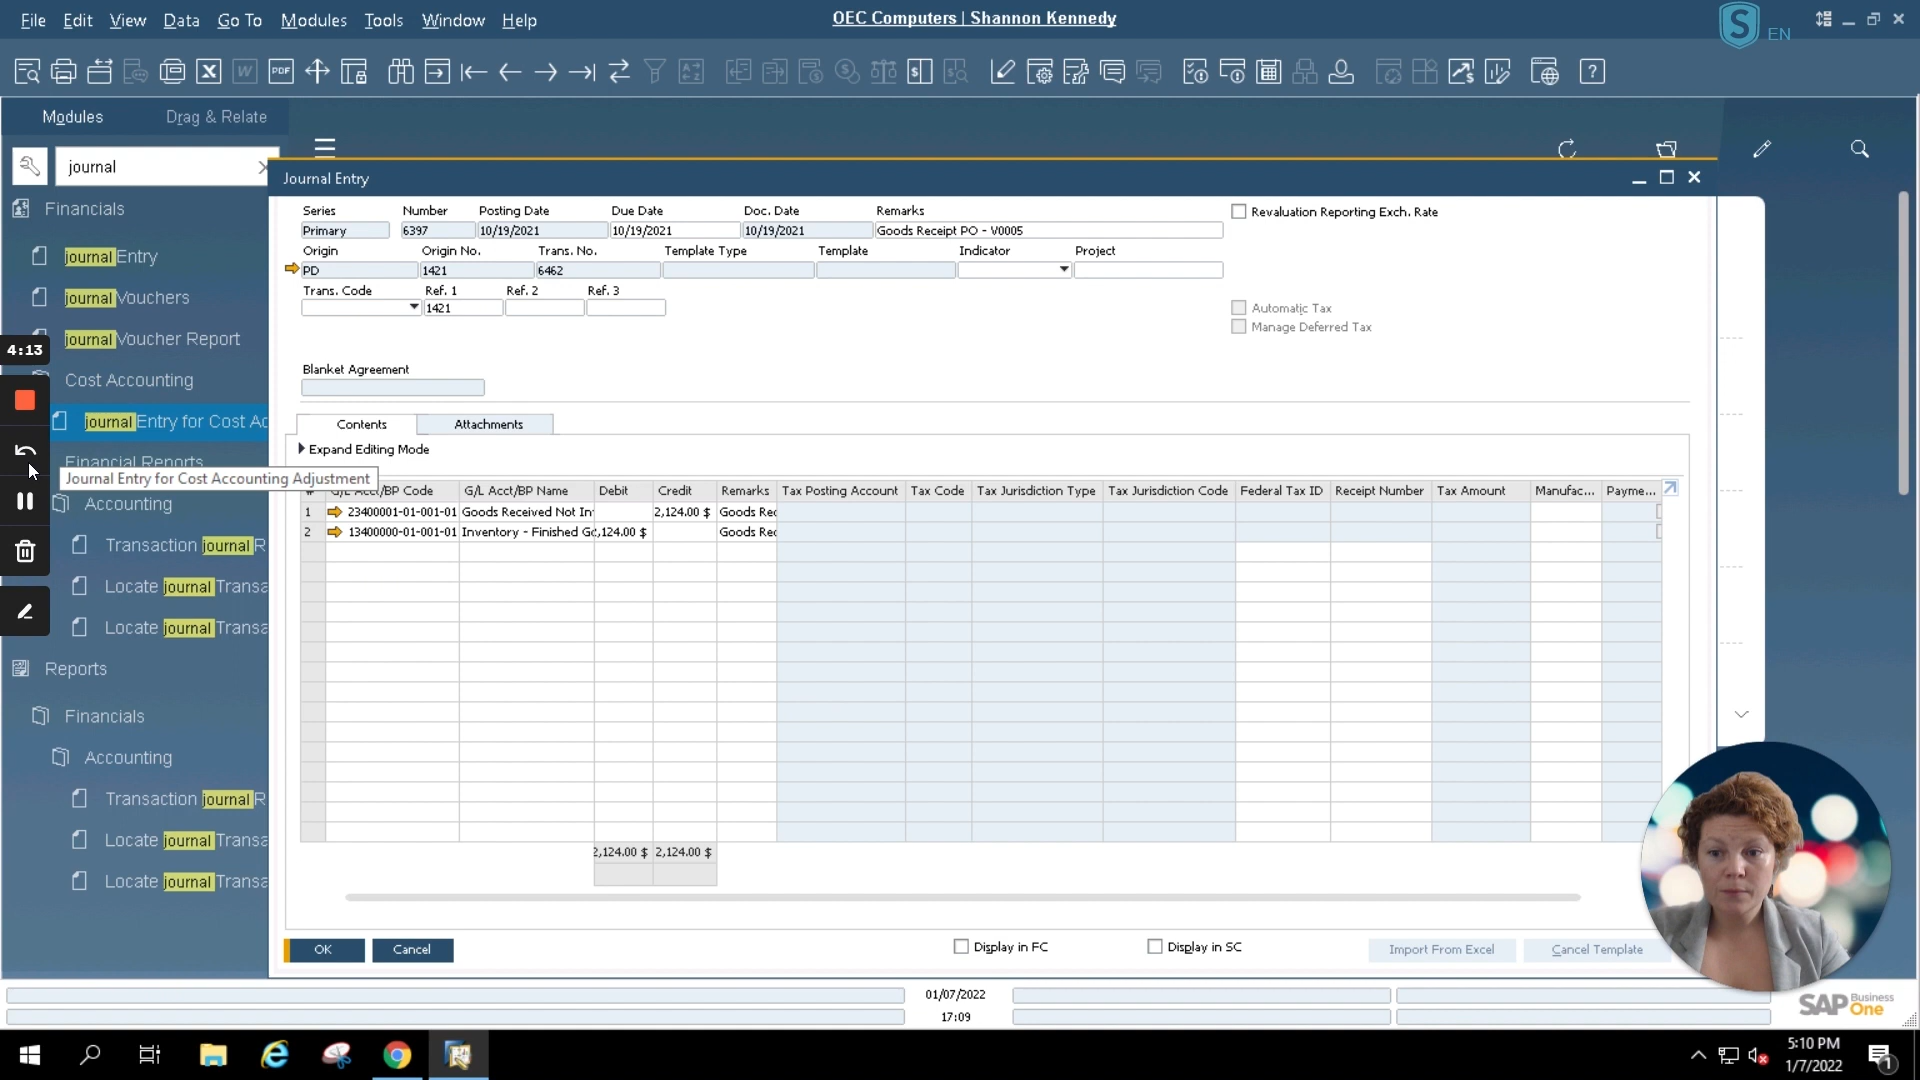 File Edit View Data Go To Modules Tools Window Help
OEC Computers | Shannon Kennedy
S EN
W PDF
Modules
Drag & Relate
journal
Financials
journal Entry
journal Vouchers
journal Voucher Report
4:13
Cost Accounting
journal Entry for Cost Ac
Financial Reports
Journal Entry for Cost Accounting Adjustment
Accounting
Transaction journal R
Locate journal Transa
Locate journal Transa
Reports
Financials
Accounting
Transaction journal R
Locate journal Transa
Locate journal Transa
Journal Entry
Series Number Posting Date Due Date Doc. Date Remarks
Revaluation Reporting Exch. Rate
Primary 6397 10/19/2021 10/19/2021 10/19/2021 Goods Receipt PO - V0005
Origin Origin No. Trans. No. Template Type Template Indicator Project
PD 1421 6462
Trans. Code Ref. 1 Ref. 2 Ref. 3
1421
Automatic Tax
Manage Deferred Tax
Blanket Agreement
Contents Attachments
Expand Editing Mode
# G/L Acct/BP Code G/L Acct/BP Name Debit Credit Remarks Tax Posting Account Tax Code Tax Jurisdiction Type Tax Jurisdiction Code Federal Tax ID Receipt Number Tax Amount Manufac... Payme...
1 23400001-01-001-01 Goods Received Not In 2,124.00 $ Goods Rec
2 13400000-01-001-01 Inventory - Finished Gc ,124.00 $ Goods Rec
2,124.00 $ 2,124.00 $
OK Cancel
Display in FC Display in SC
Import From Excel Cancel Template
01/07/2022
17:09
SAP Business One
5:10 PM
1/7/2022
1